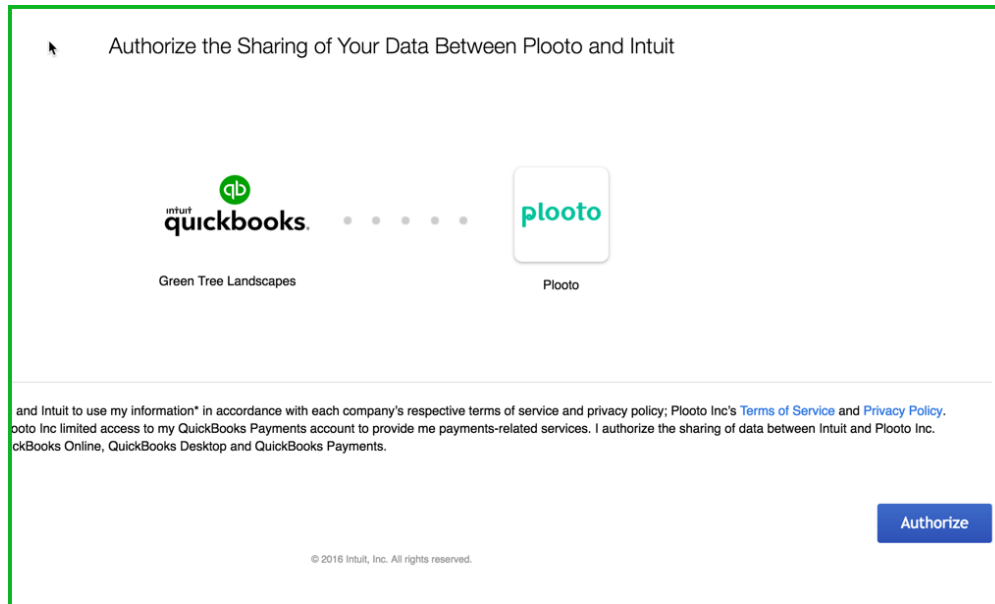 Authorize the Sharing of Your Data Between Plooto and Intuit
qb
ıntuıt
quıckbooks.
plooto
Green Tree Landscapes
Plooto
and Intuit to use my information* in accordance with each company's respective terms of service and privacy policy; Plooto Inc's Terms of Service and Privacy Policy.
ooto Inc limited access to my QuickBooks Payments account to provide me payments-related services. I authorize the sharing of data between Intuit and Plooto Inc.
ckBooks Online, QuickBooks Desktop and QuickBooks Payments.
Authorize
© 2016 Intuit, Inc. All rights reserved.